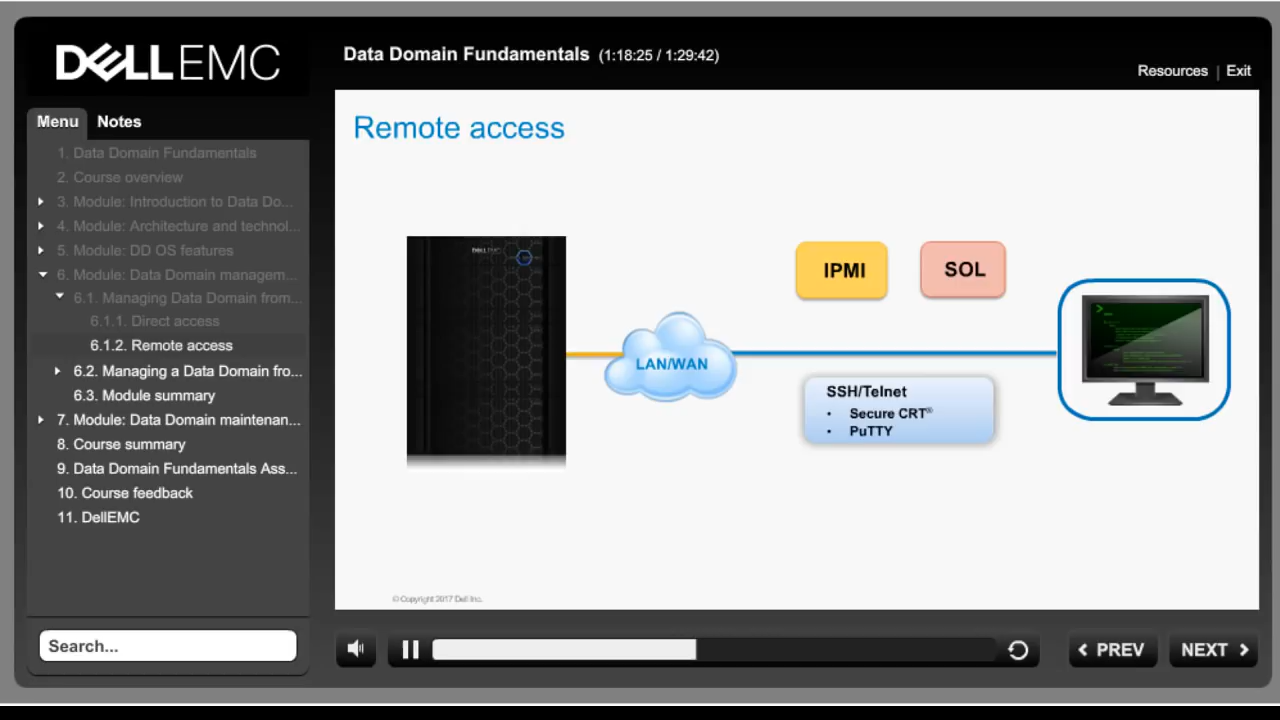 DELLEMC
Data Domain Fundamentals (1:18:25 / 1:29:42)
Resources | Exit
Menu Notes
1. Data Domain Fundamentals
2. Course overview
3. Module: Introduction to Data Do...
4. Module: Architecture and technol...
5. Module: DD OS features
6. Module: Data Domain managem...
6.1. Managing Data Domain from...
6.1.1. Direct access
6.1.2. Remote access
6.2. Managing a Data Domain fro...
6.3. Module summary
7. Module: Data Domain maintenan...
8. Course summary
9. Data Domain Fundamentals Ass...
10. Course feedback
11. DellEMC
Search...
Remote access
DELLEMC
IPMI
SOL
LAN/WAN
SSH/Telnet
• Secure CRT®
• PuTTY
© Copyright 2017 Dell Inc.
PREV
NEXT